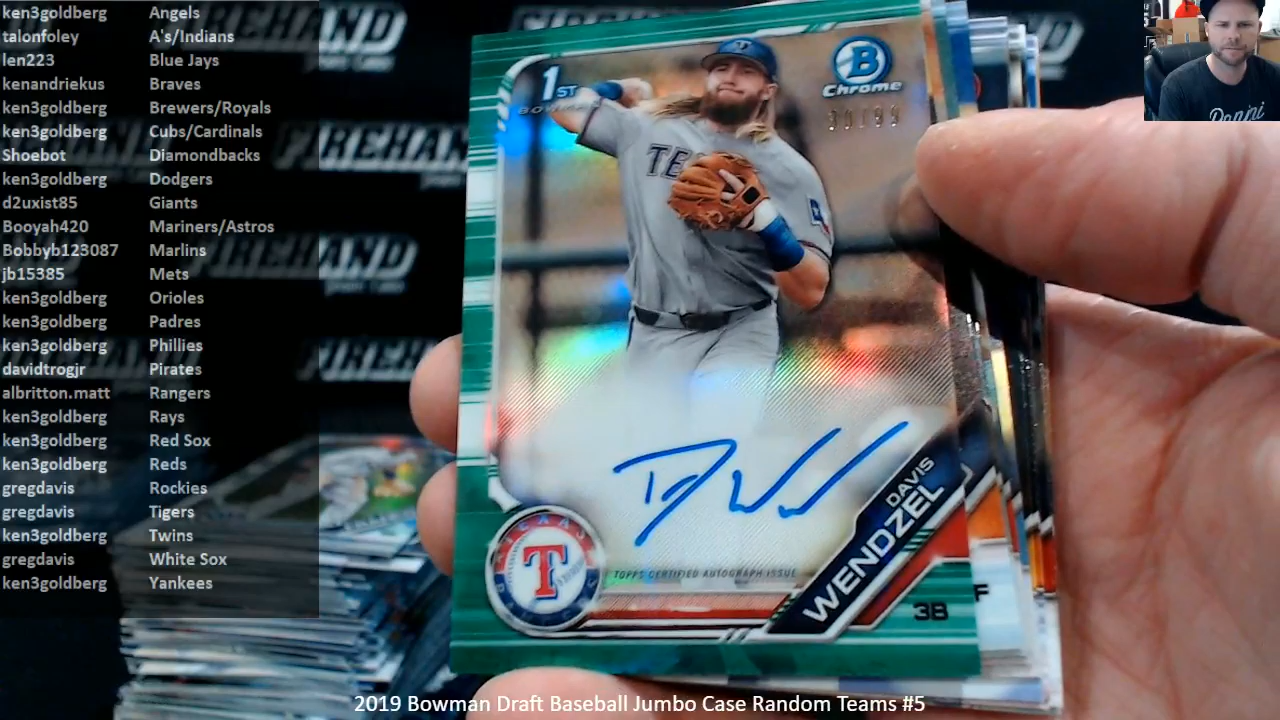 ken3goldberg Angels
talonfoley A's/Indians
len223 Blue Jays
kenandriekus Braves
ken3goldberg Brewers/Royals
ken3goldberg Cubs/Cardinals
Shoebot Diamondbacks
ken3goldberg Dodgers
d2uxist85 Giants
Booyah420 Mariners/Astros
Bobbyb123087 Marlins
jb15385 Mets
ken3goldberg Orioles
ken3goldberg Padres
ken3goldberg Phillies
davidtrogjr Pirates
albritton.matt Rangers
ken3goldberg Rays
ken3goldberg Red Sox
ken3goldberg Reds
gregdavis Rockies
gregdavis Tigers
ken3goldberg Twins
gregdavis White Sox
ken3goldberg Yankees
FIREHAND
1ST
BOWMAN
B
Chrome
TEXAS
T
TOPPS CERTIFIED AUTOGRAPH ISSUE
DAVIS
WENDZEL
3B
Panini
2019 Bowman Draft Baseball Jumbo Case Random Teams #5